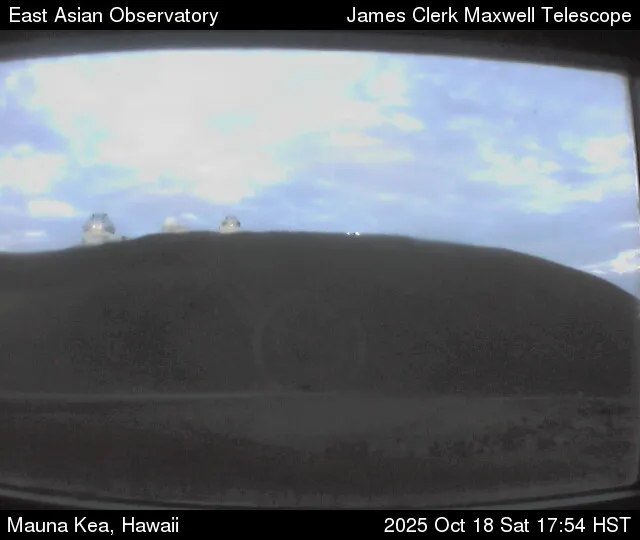 East Asian Observatory
James Clerk Maxwell Telescope
Mauna Kea, Hawaii
2025 Oct 18 Sat 17:54 HST